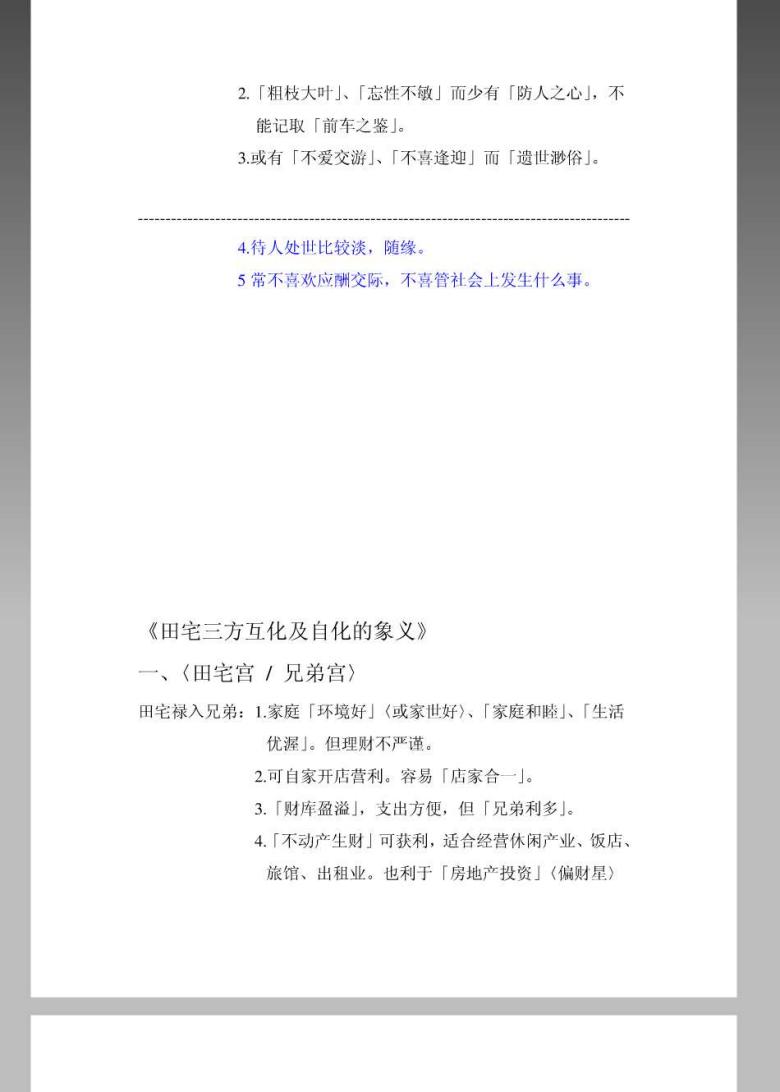 2.「粗枝大叶」、「忘性不敏」而少有「防人之心」，不
能记取「前车之鉴」。
3.或有「不爱交游」、「不喜逢迎」而「遗世渺俗」。
4.待人处世比较淡，随缘。
5 常不喜欢应酬交际，不喜管社会上发生什么事。
《田宅三方互化及自化的象义》
一、〈田宅宫 / 兄弟宫〉
田宅禄入兄弟：1.家庭「环境好」〈或家世好〉、「家庭和睦」、「生活
优渥」。但理财不严谨。
2.可自家开店营利。容易「店家合一」。
3.「财库盈溢」，支出方便，但「兄弟利多」。
4.「不动产生财」可获利，适合经营休闲产业、饭店、
旅馆、出租业。也利于「房地产投资」〈偏财星〉